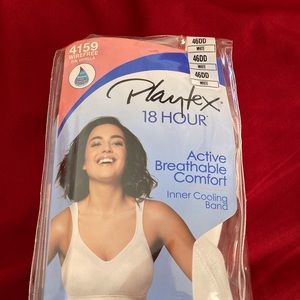 4159
WIREFREE
46DD
WHITE
46DD
WHITE
46DD
WHITE
Playtex
18 HOUR
Active
Breathable
Comfort
Inner Cooling
Band